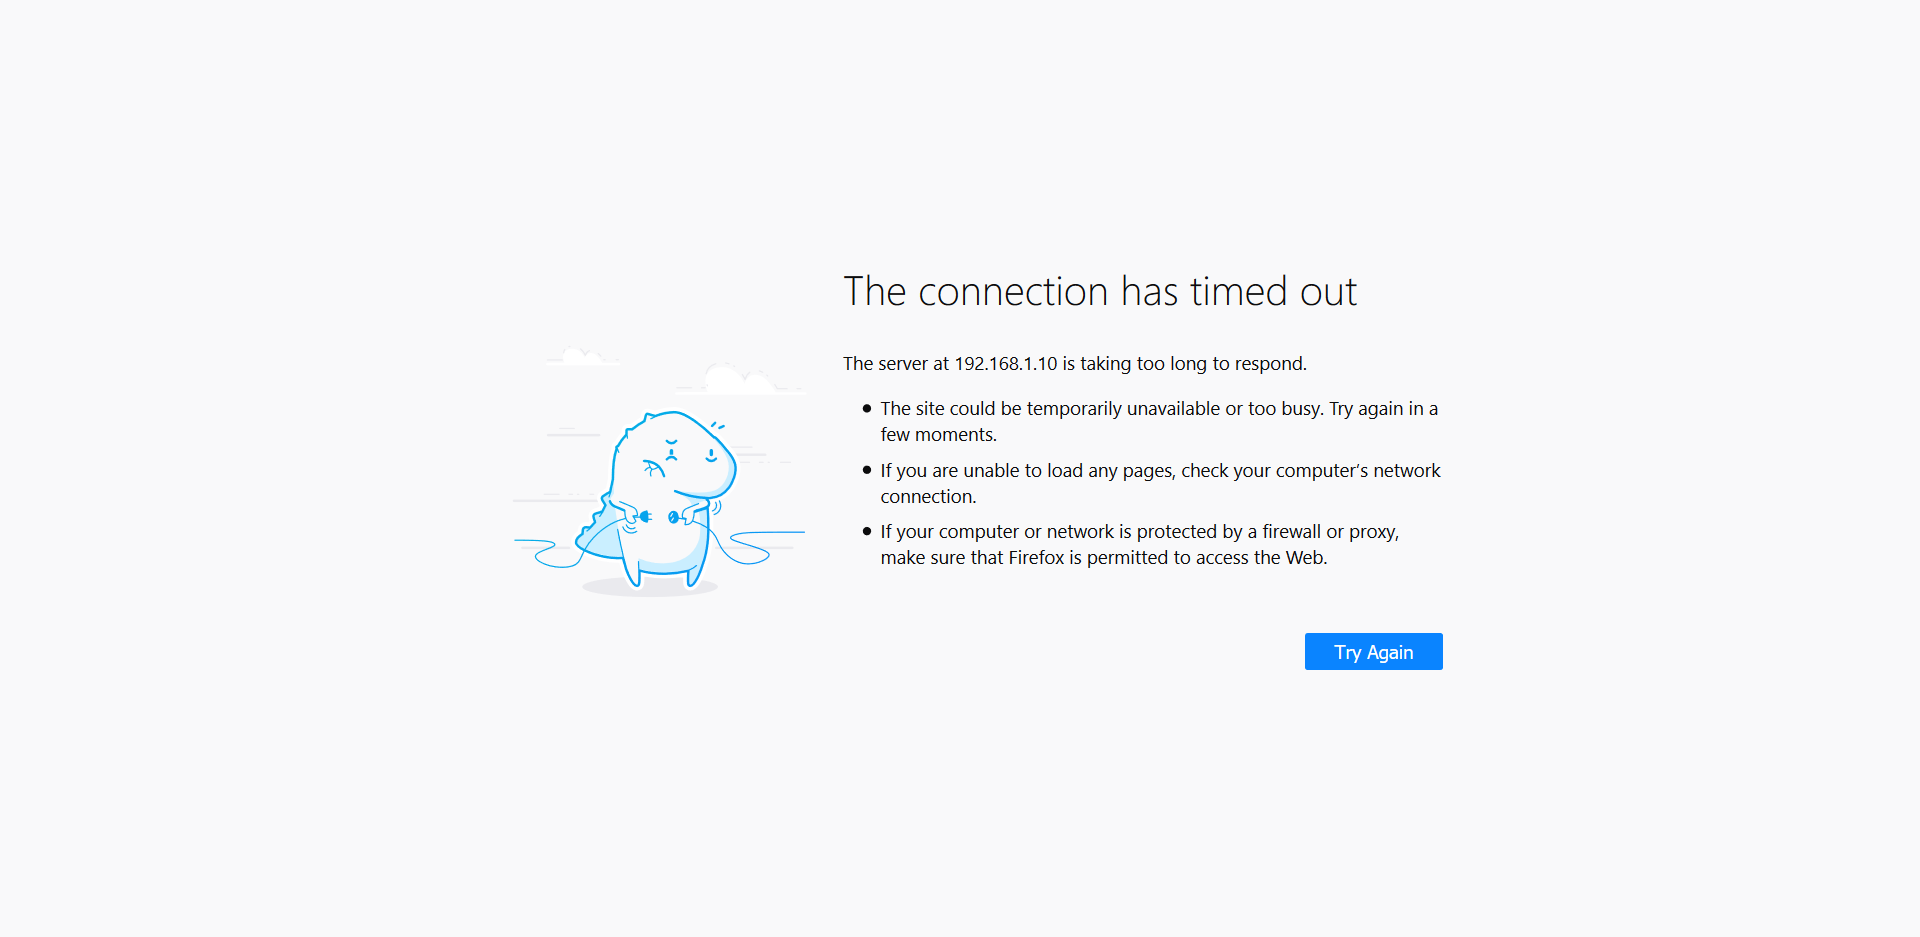 The connection has timed out
The server at 192.168.1.10 is taking too long to respond.
• The site could be temporarily unavailable or too busy. Try again in a
few moments.
• If you are unable to load any pages, check your computer’s network
connection.
• If your computer or network is protected by a firewall or proxy,
make sure that Firefox is permitted to access the Web.
Try Again